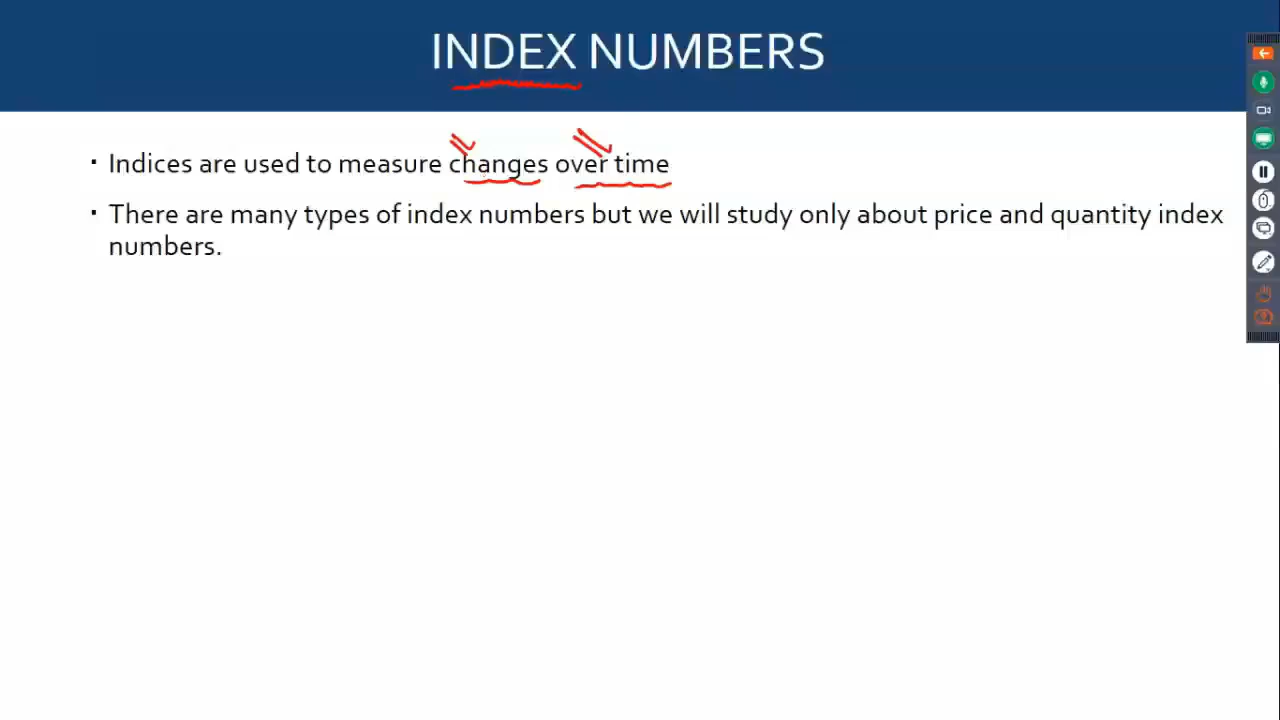 INDEX NUMBERS
· Indices are used to measure changes over time
· There are many types of index numbers but we will study only about price and quantity index
numbers.